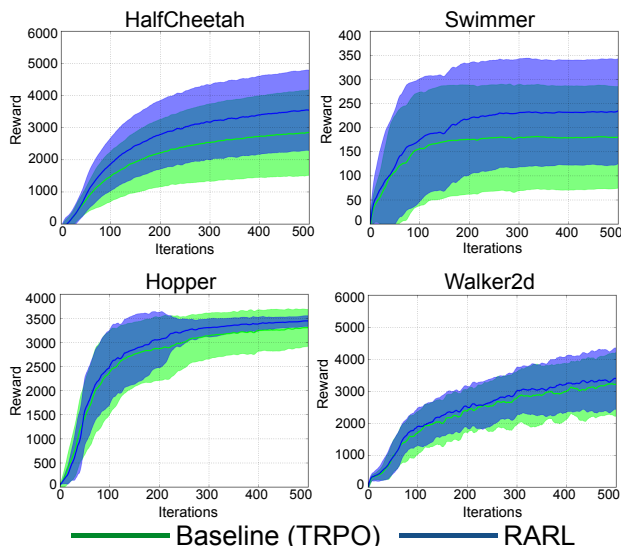 HalfCheetah
6000
5000
4000
3000
2000
1000
0
Reward
0 100 200 300 400 500
Iterations
Swimmer
400
350
300
250
200
150
100
50
0
Reward
0 100 200 300 400 500
Iterations
Hopper
4000
3500
3000
2500
2000
1500
1000
500
0
Reward
0 100 200 300 400 500
Iterations
Walker2d
6000
5000
4000
3000
2000
1000
0
Reward
0 100 200 300 400 500
Iterations
Baseline (TRPO) RARL